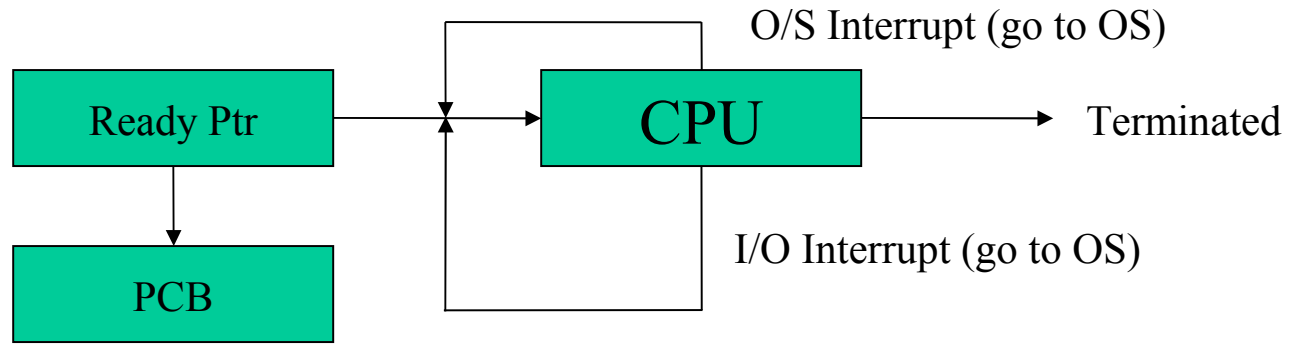 O/S Interrupt (go to OS)
Ready Ptr
CPU
Terminated
I/O Interrupt (go to OS)
PCB